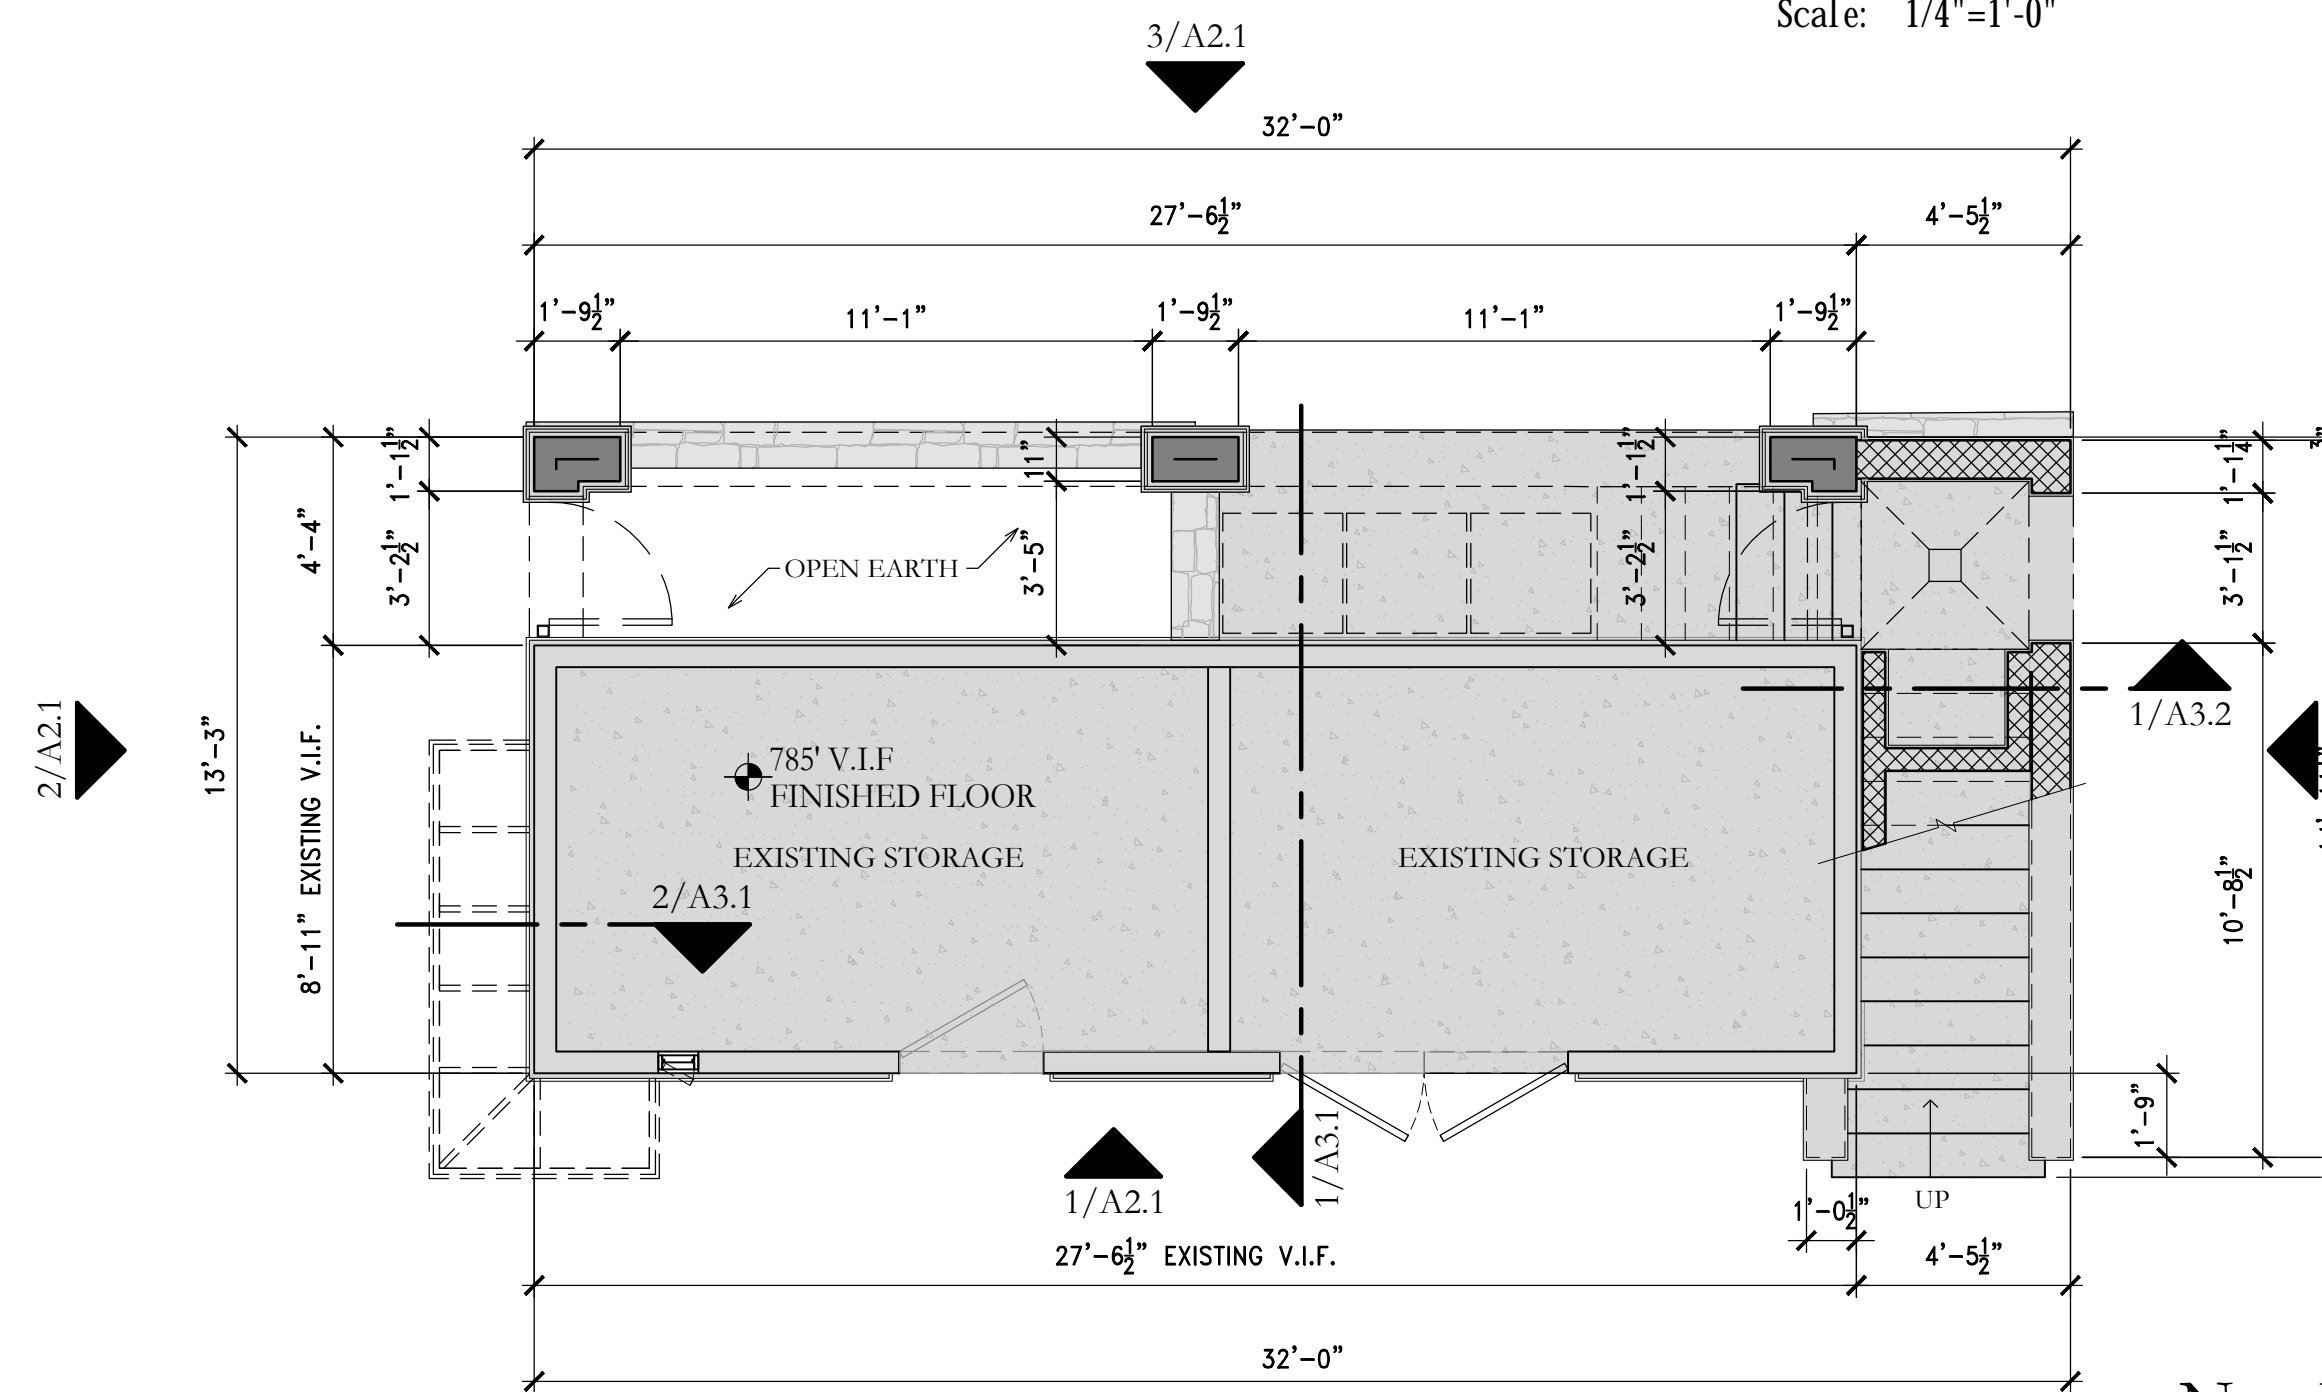 Scale: 1/4"=1'-0"
3/A2.1
32'-0"
27'-6½"
4'-5½"
1'-9½"
11'-1"
1'-9½"
11'-1"
1'-9½"
1'-1½"
11"
1'-1½"
1'-1¼"
3"
4'-4"
3'-2½"
OPEN EARTH
3'-5"
3'-2½"
3'-1½"
2/A2.1
13'-3"
8'-11" EXISTING V.I.F.
785' V.I.F
FINISHED FLOOR
EXISTING STORAGE
EXISTING STORAGE
1/A3.2
2/A3.1
10'-8½"
1'-9"
1/A2.1
1/A3.1
1'-0½"
UP
27'-6½" EXISTING V.I.F.
4'-5½"
32'-0"